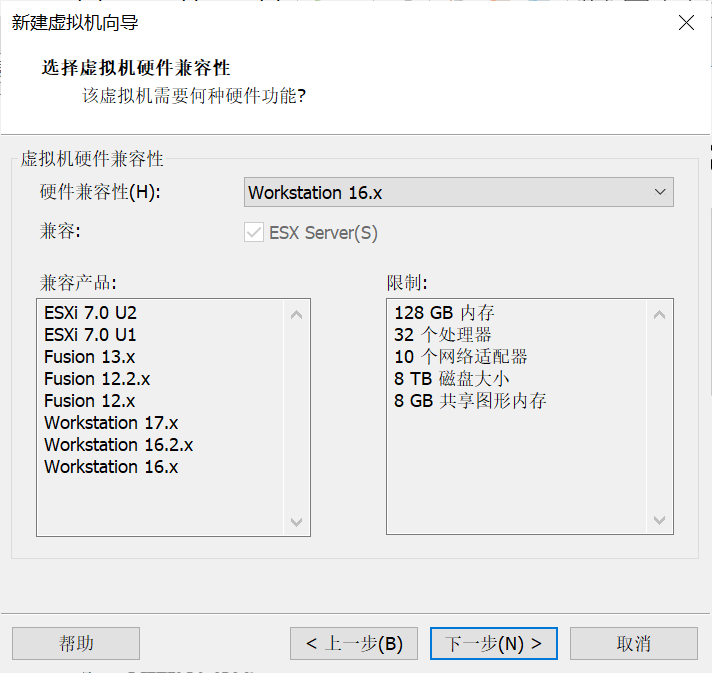 新建虚拟机向导
选择虚拟机硬件兼容性
该虚拟机需要何种硬件功能?
虚拟机硬件兼容性
硬件兼容性(H):
Workstation 16.x
兼容:
ESX Server(S)
兼容产品:
ESXi 7.0 U2
ESXi 7.0 U1
Fusion 13.x
Fusion 12.2.x
Fusion 12.x
Workstation 17.x
Workstation 16.2.x
Workstation 16.x
限制:
128 GB 内存
32 个处理器
10 个网络适配器
8 TB 磁盘大小
8 GB 共享图形内存
帮助
< 上一步(B)
下一步(N) >
取消